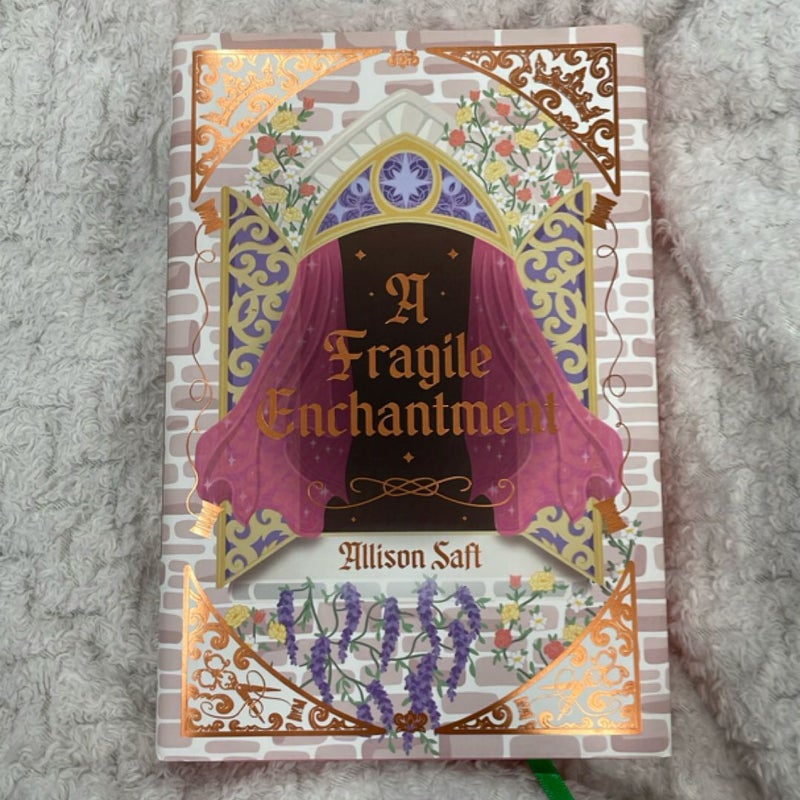 A
Fragile
Enchantment
Allison Saft